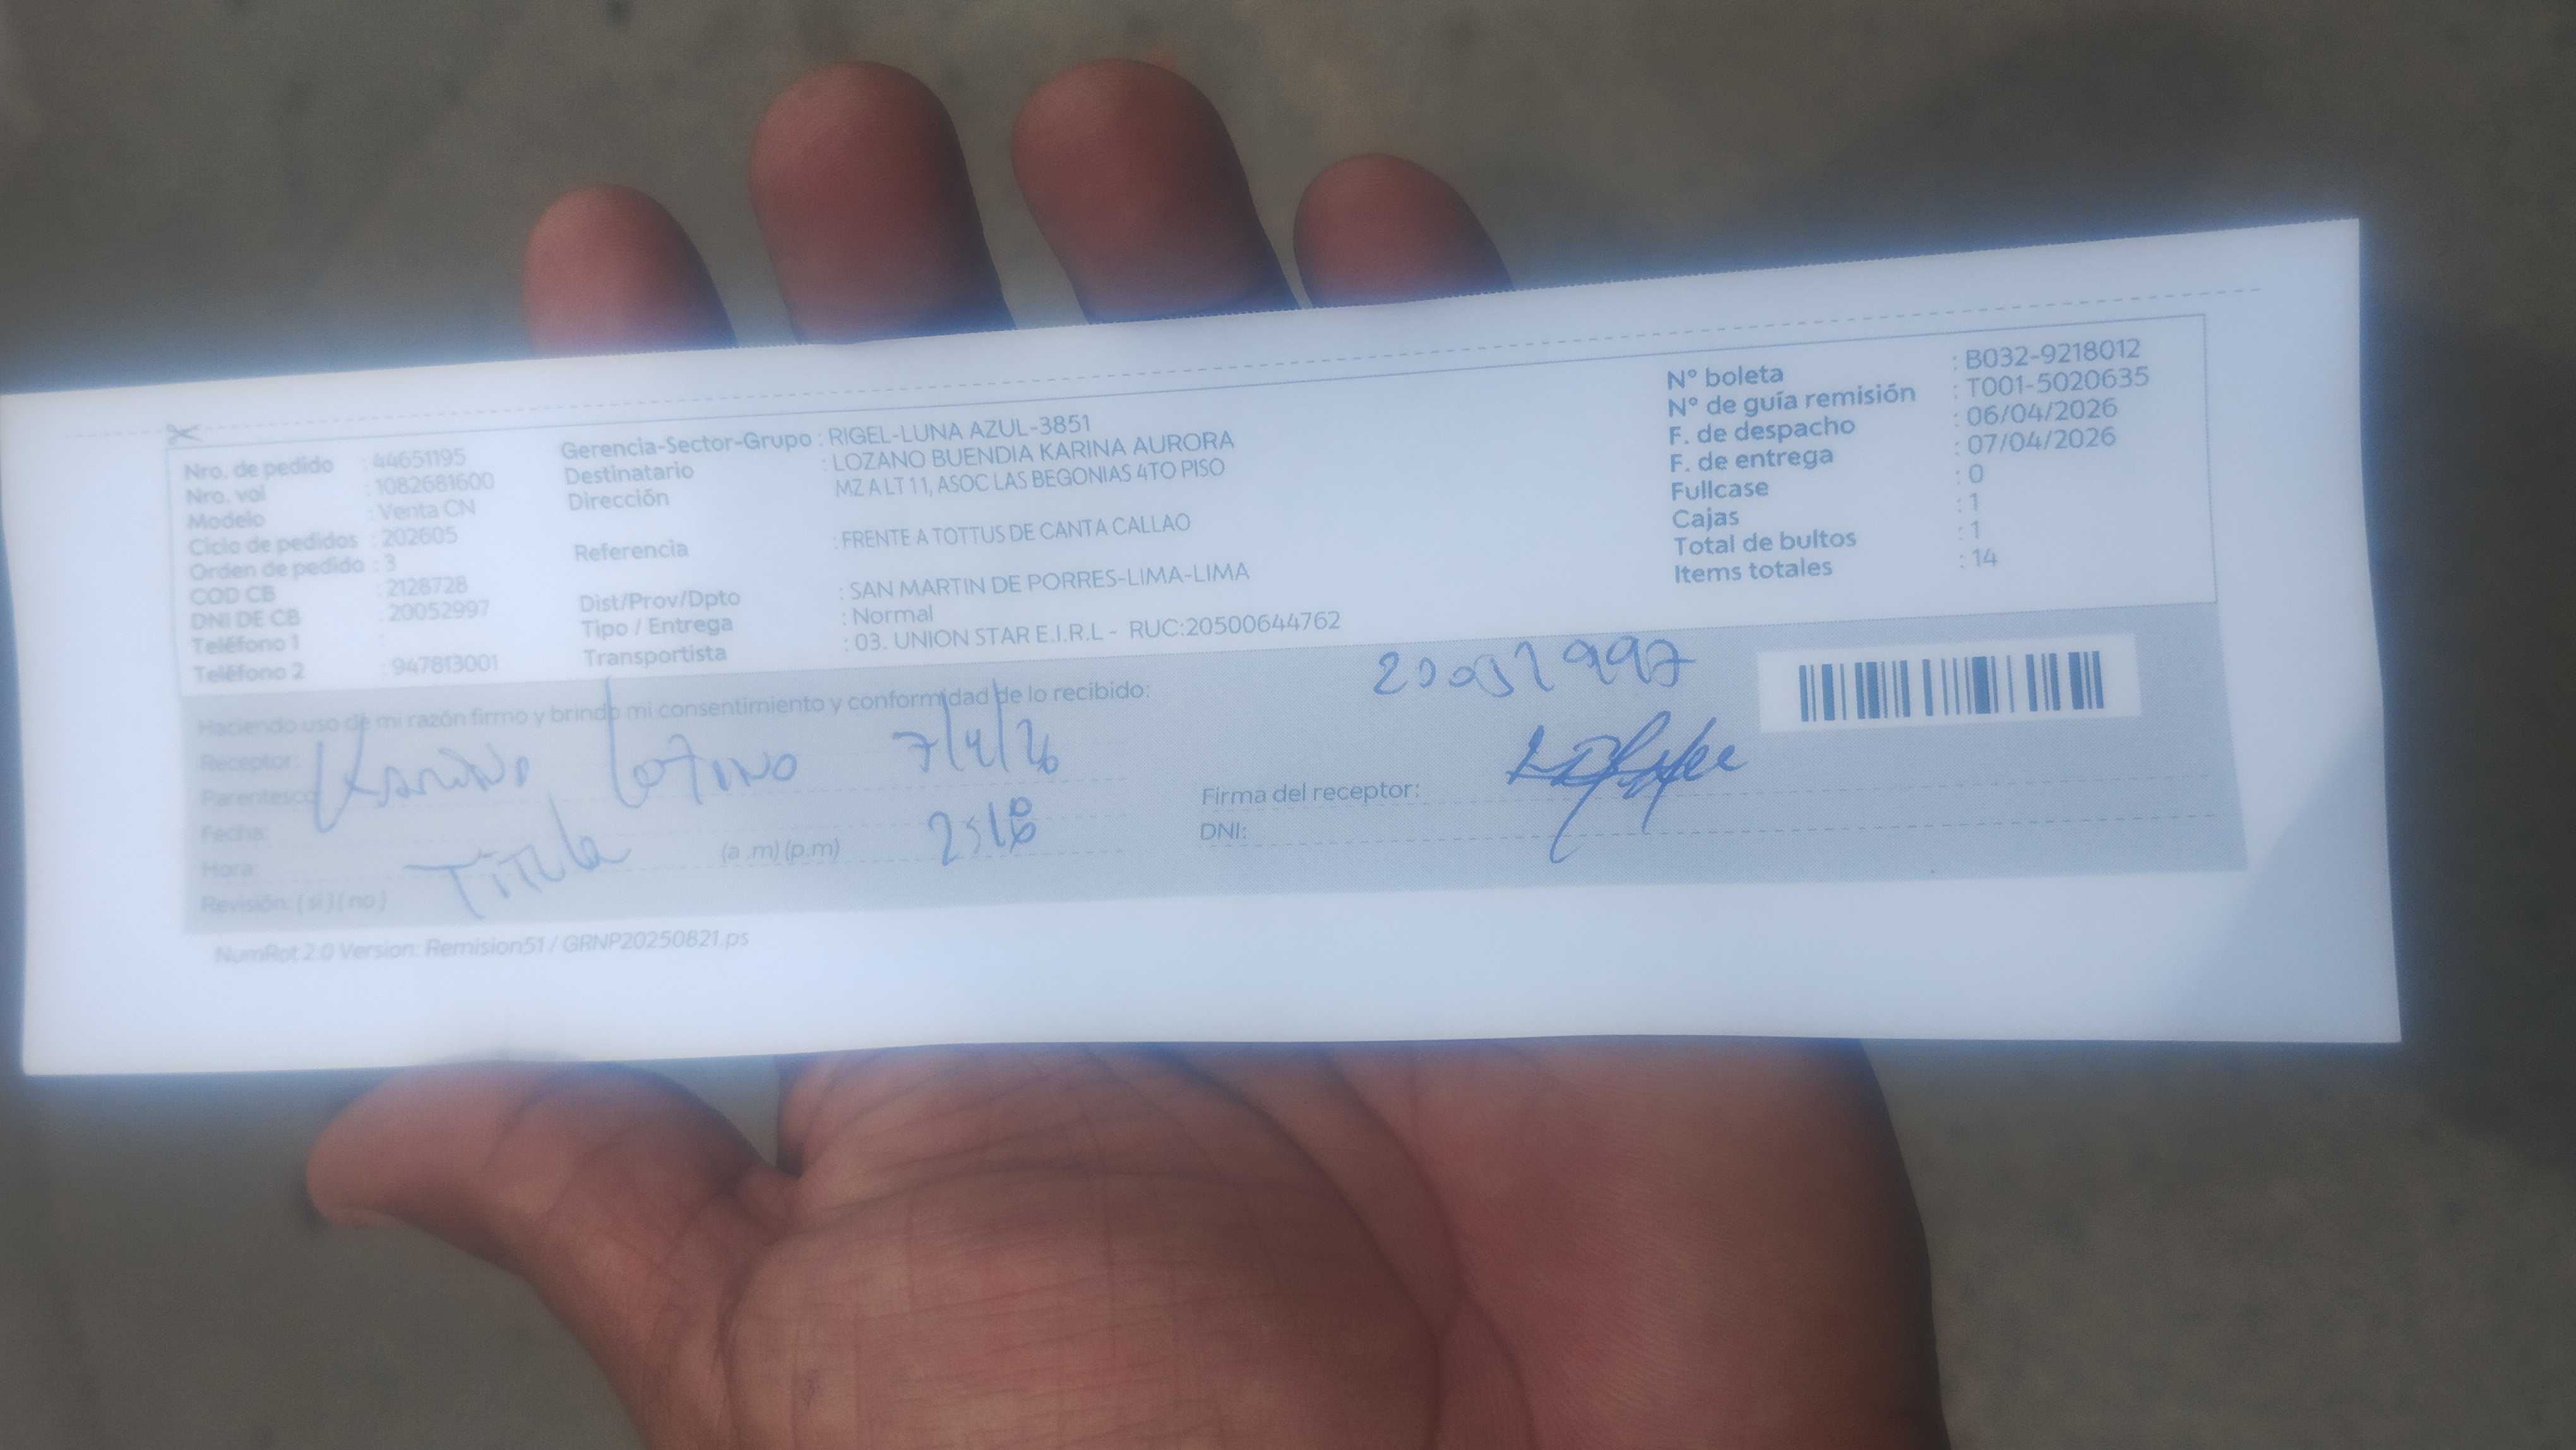 Nro. de pedido : 44651195
Nro. vol : 1082681600
Modelo : Venta CN
Ciclo de pedidos : 202605
Orden de pedido : 3
COD CB : 2128728
DNI DE CB : 20052997
Teléfono 1 :
Teléfono 2 : 947813001
Gerencia-Sector-Grupo : RIGEL-LUNA AZUL-3851
Destinatario : LOZANO BUENDIA KARINA AURORA
Dirección MZ A LT 11, ASOC LAS BEGONIAS 4TO PISO
Referencia : FRENTE A TOTTUS DE CANTA CALLAO
Dist/Prov/Dpto : SAN MARTIN DE PORRES-LIMA-LIMA
Tipo / Entrega : Normal
Transportista : 03. UNION STAR E.I.R.L - RUC:20500644762
N° boleta : B032-9218012
N° de guía remisión : T001-5020635
F. de despacho : 06/04/2026
F. de entrega : 07/04/2026
Fullcase : 0
Cajas : 1
Total de bultos : 1
Items totales : 14
Haciendo uso de mi razón firmo y brindo mi consentimiento y conformidad de lo recibido:
Receptor: Karina Lozano 7/4/26
Parentesco:
Fecha:
Hora: (a .m) (p.m)
Revisión: (si) (no)
Firma del receptor:
DNI:
NumRot 2.0 Version: Remision51 / GRNP20250821.ps